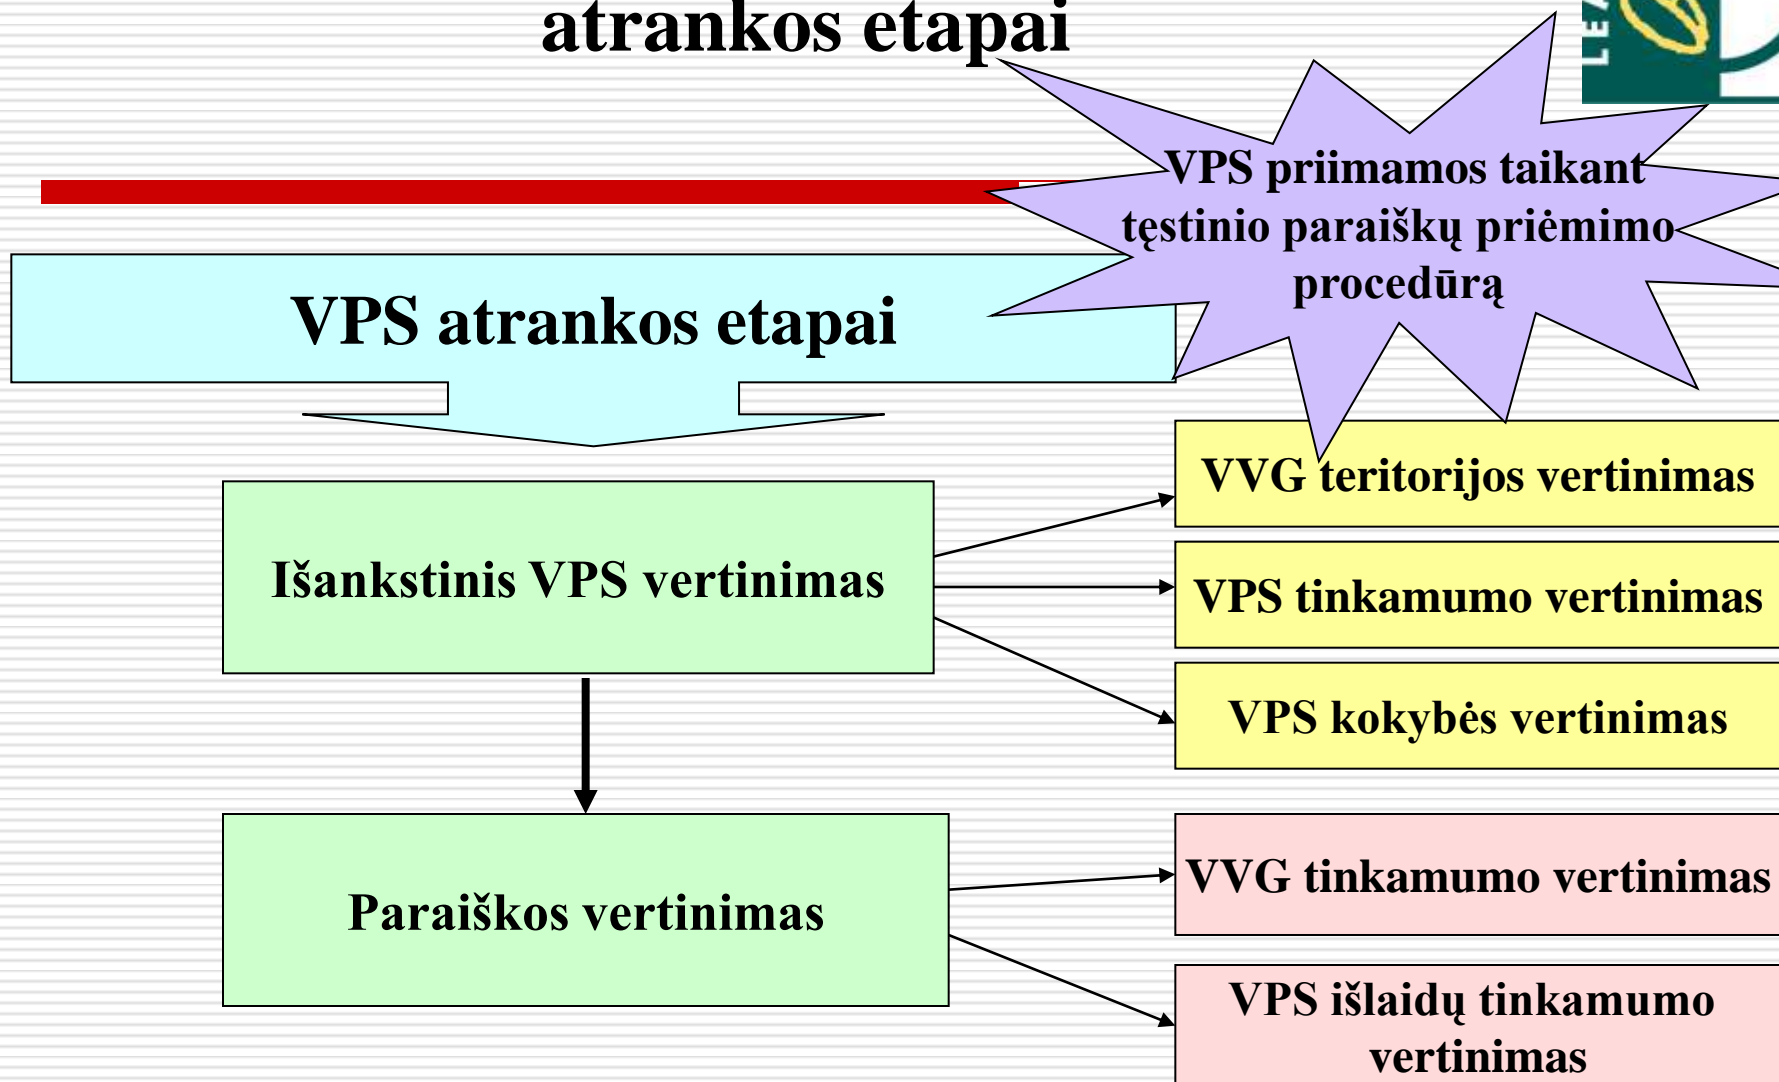 atrankos etapai
LEA
VPS priimamos taikant
tęstinio paraiškų priėmimo
procedūrą
VPS atrankos etapai
VVG teritorijos vertinimas
Išankstinis VPS vertinimas
VPS tinkamumo vertinimas
VPS kokybės vertinimas
Paraiškos vertinimas
VVG tinkamumo vertinimas
VPS išlaidų tinkamumo
vertinimas